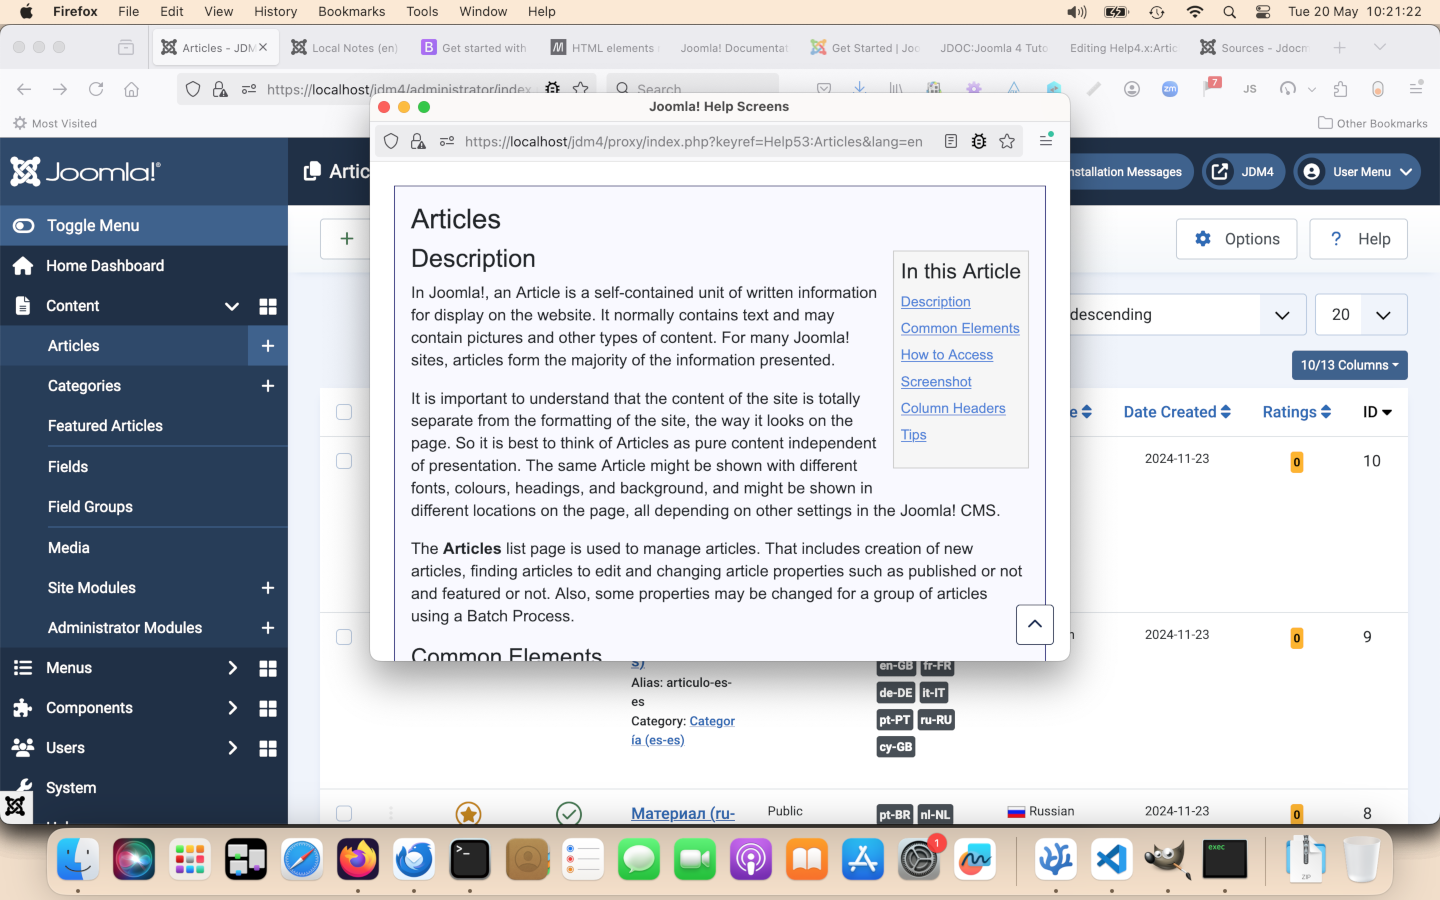 Firefox File Edit View History Bookmarks Tools Window Help Tue 20 May 10:21:22
Articles - JDM Local Notes (en) Get started with HTML elements Joomla! Documentat Get Started | Joo JDOC:Joomla 4 Tuto Editing Help4.x:Artic Sources - Jdocm
https://localhost/jdm4/administrator/index Search zm 7 JS
Most Visited Other Bookmarks
Joomla!®
Toggle Menu
Home Dashboard
Content
Articles
Categories
Featured Articles
Fields
Field Groups
Media
Site Modules
Administrator Modules
Menus
Components
Users
System
Artic nstallation Messages JDM4 User Menu
Options ? Help
descending 20
10/13 Columns
Date Created Ratings ID
2024-11-23 0 10
2024-11-23 0 9
Joomla! Help Screens
https://localhost/jdm4/proxy/index.php?keyref=Help53:Articles&lang=en
Articles
Description
In Joomla!, an Article is a self-contained unit of written information
for display on the website. It normally contains text and may
contain pictures and other types of content. For many Joomla!
sites, articles form the majority of the information presented.
It is important to understand that the content of the site is totally
separate from the formatting of the site, the way it looks on the
page. So it is best to think of Articles as pure content independent
of presentation. The same Article might be shown with different
fonts, colours, headings, and background, and might be shown in
different locations on the page, all depending on other settings in the Joomla! CMS.
The Articles list page is used to manage articles. That includes creation of new
articles, finding articles to edit and changing article properties such as published or not
and featured or not. Also, some properties may be changed for a group of articles
using a Batch Process.
Common Elements
In this Article
Description
Common Elements
How to Access
Screenshot
Column Headers
Tips
s)
Alias: articulo-es-
es
Category: Categor
ía (es-es)
en-GB fr-FR
de-DE it-IT
pt-PT ru-RU
cy-GB
Материал (ru- Public pt-BR nl-NL Russian 2024-11-23 0 8
1
exec
ZIP